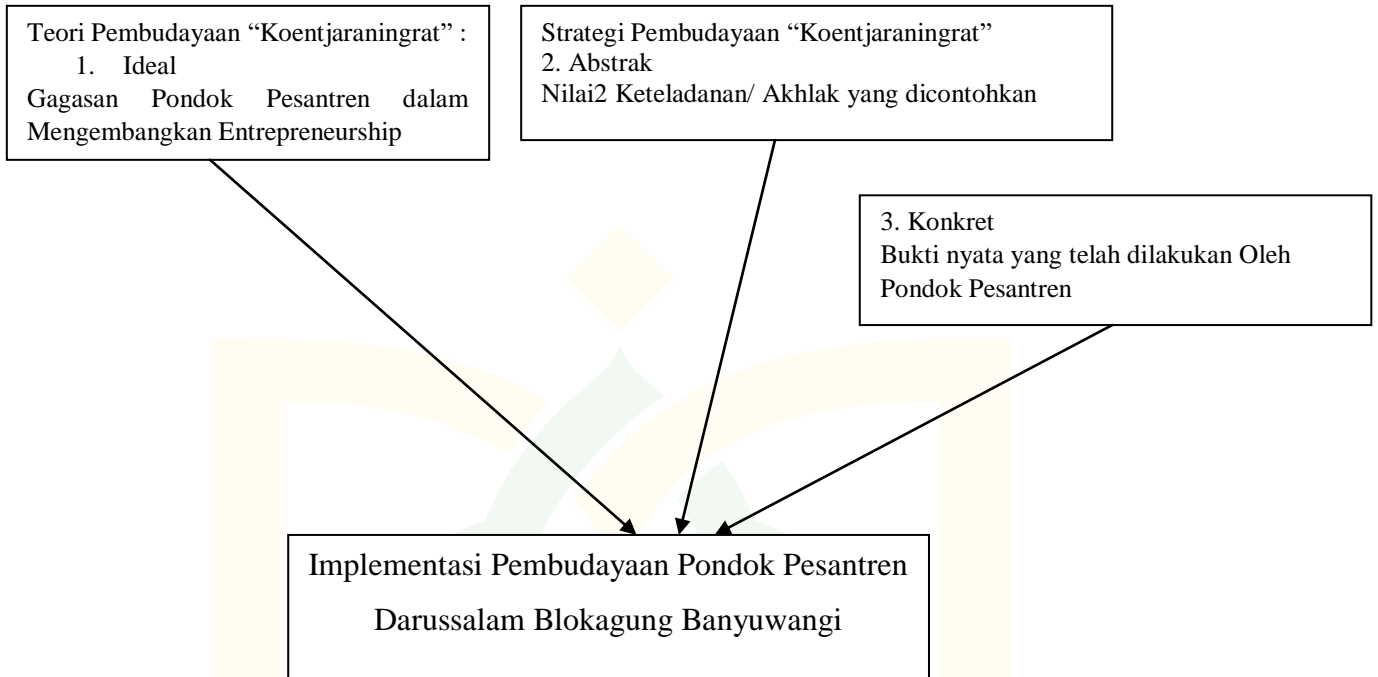 Teori Pembudayaan “Koentjaraningrat” :
1. Ideal
Gagasan Pondok Pesantren dalam
Mengembangkan Entrepreneurship
Strategi Pembudayaan “Koentjaraningrat”
2. Abstrak
Nilai2 Keteladanan/ Akhlak yang dicontohkan
3. Konkret
Bukti nyata yang telah dilakukan Oleh
Pondok Pesantren
Implementasi Pembudayaan Pondok Pesantren
Darussalam Blokagung Banyuwangi